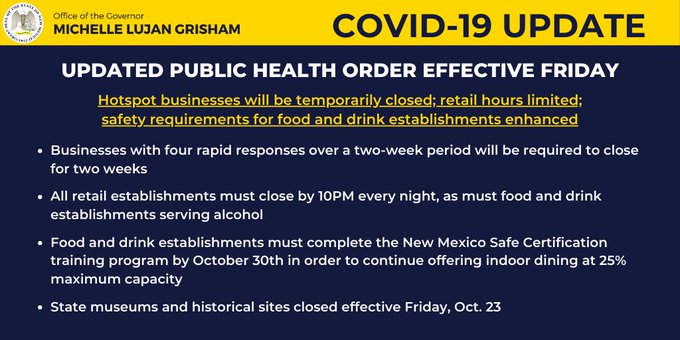 Office of the Governor
MICHELLE LUJAN GRISHAM
COVID-19 UPDATE
UPDATED PUBLIC HEALTH ORDER EFFECTIVE FRIDAY
Hotspot businesses will be temporarily closed; retail hours limited;
safety requirements for food and drink establishments enhanced
• Businesses with four rapid responses over a two-week period will be required to close
for two weeks
• All retail establishments must close by 10PM every night, as must food and drink
establishments serving alcohol
• Food and drink establishments must complete the New Mexico Safe Certification
training program by October 30th in order to continue offering indoor dining at 25%
maximum capacity
• State museums and historical sites closed effective Friday, Oct. 23